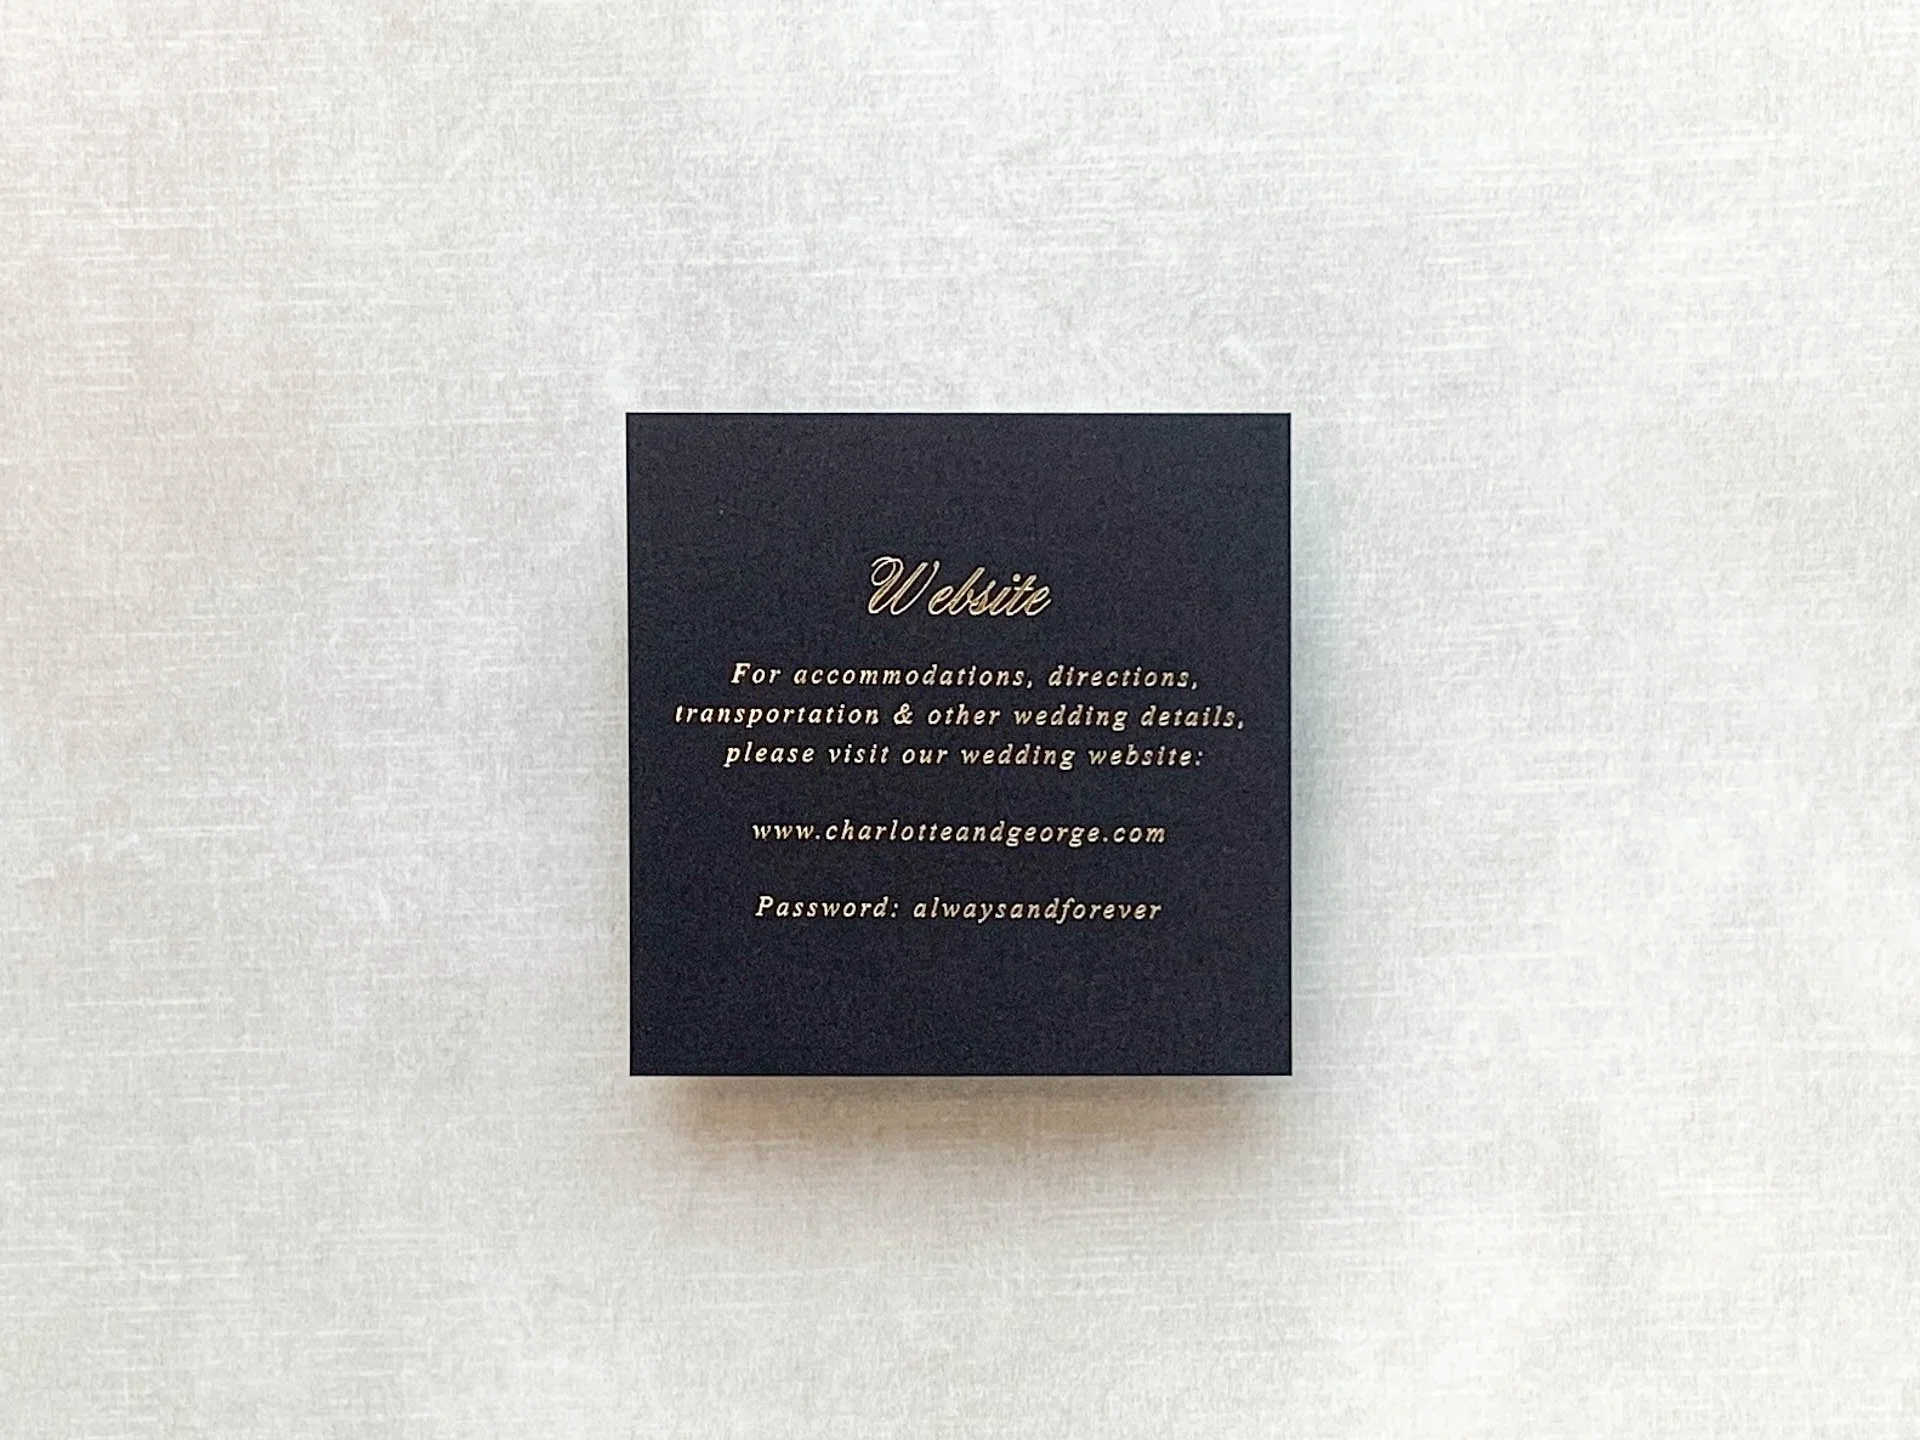 Website
For accommodations, directions,
transportation & other wedding details,
please visit our wedding website:
www.charlotteandgeorge.com
Password: alwaysandforever